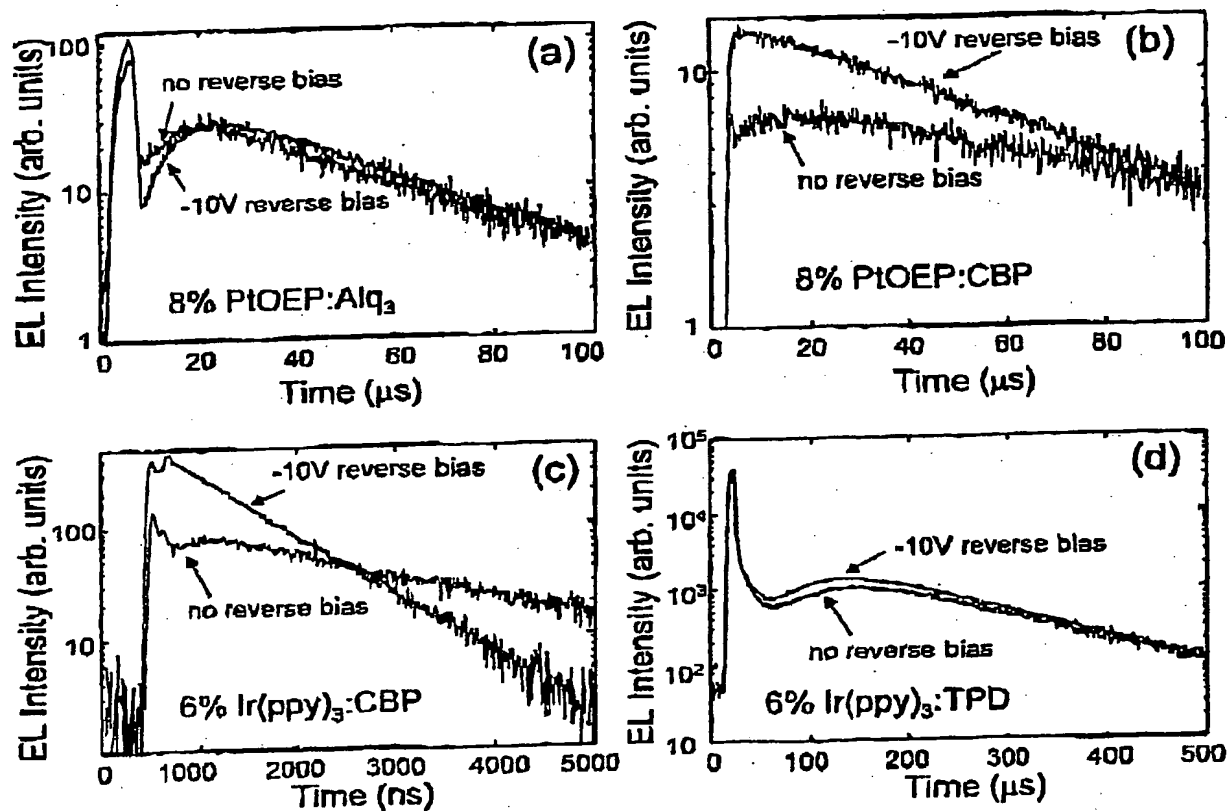 EL Intensity (arb. units)
100
10
1
(a)
no reverse bias
-10V reverse bias
8% PtOEP:Alq₃
0 20 40 60 80 100
Time (μs)
EL Intensity (arb. units)
10
1
(b)
-10V reverse bias
no reverse bias
8% PtOEP:CBP
0 20 40 60 80 100
Time (μs)
EL Intensity (arb. units)
100
10
(c)
-10V reverse bias
no reverse bias
6% Ir(ppy)₃:CBP
0 1000 2000 3000 4000 5000
Time (ns)
EL Intensity (arb. units)
10⁵
10⁴
10³
10²
10
(d)
-10V reverse bias
no reverse bias
6% Ir(ppy)₃:TPD
0 100 200 300 400 500
Time (μs)